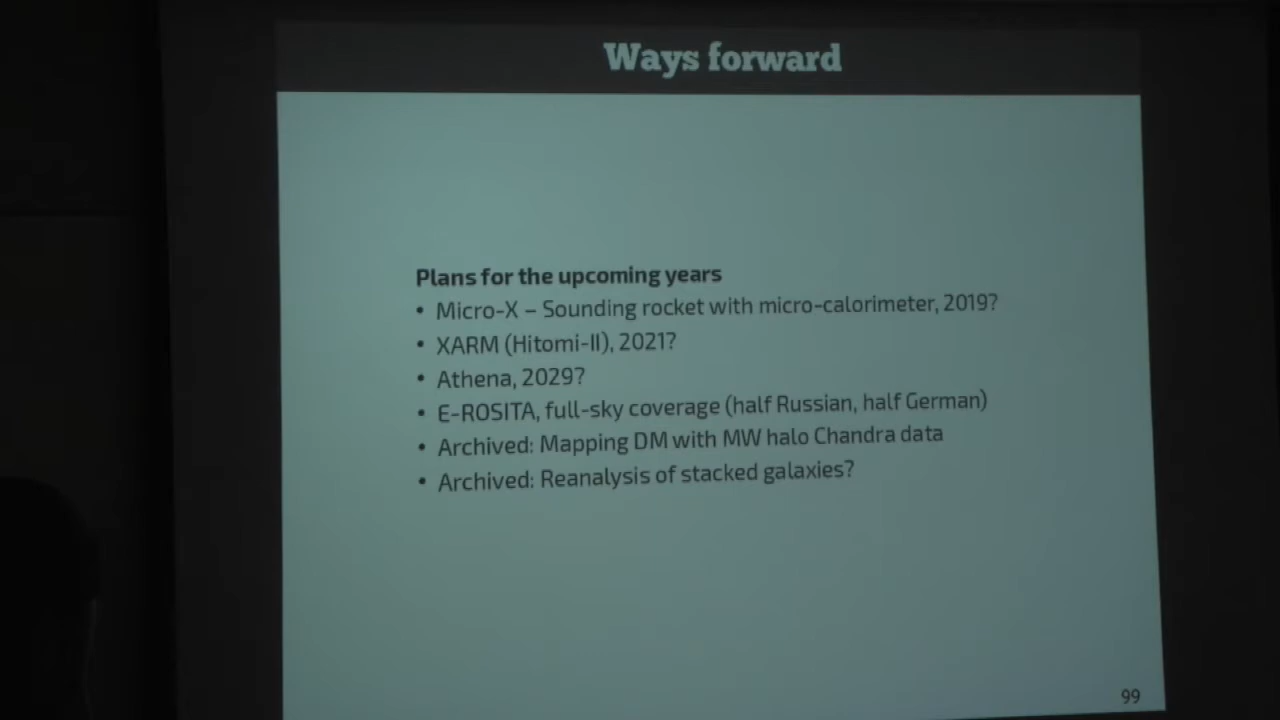 Ways forward
Plans for the upcoming years
• Micro-X – Sounding rocket with micro-calorimeter, 2019?
• XARM (Hitomi-II), 2021?
• Athena, 2029?
• E-ROSITA, full-sky coverage (half Russian, half German)
• Archived: Mapping DM with MW halo Chandra data
• Archived: Reanalysis of stacked galaxies?
99